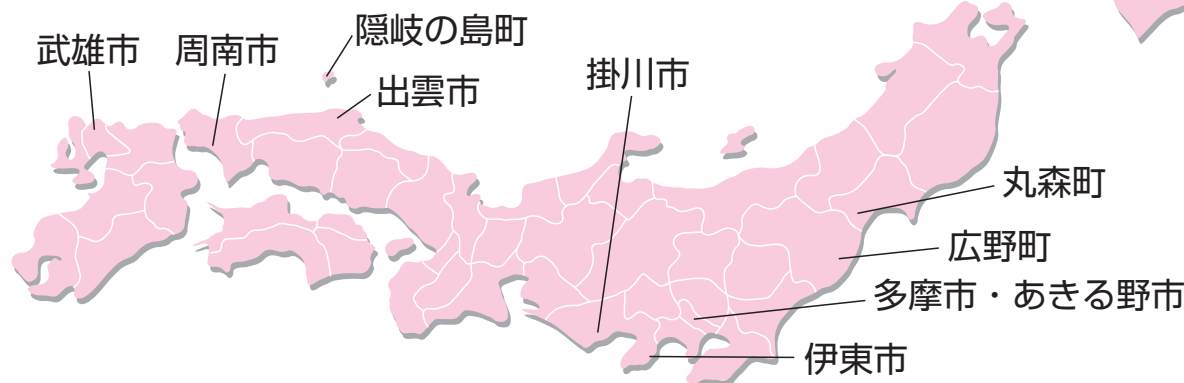 隠岐の島町
武雄市
周南市
掛川市
出雲市
丸森町
広野町
多摩市・あきる野市
伊東市